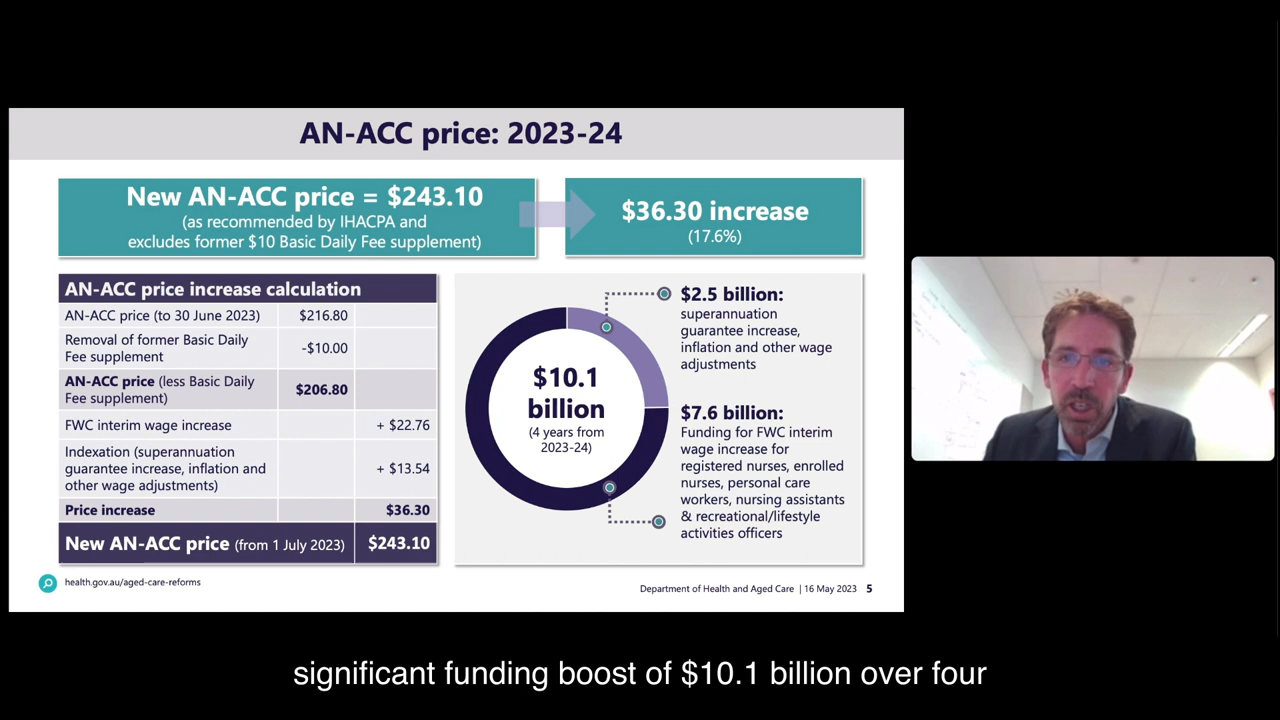 AN-ACC price: 2023-24
New AN-ACC price = $243.10
(as recommended by IHACPA and
excludes former $10 Basic Daily Fee supplement)
$36.30 increase
(17.6%)
AN-ACC price increase calculation
AN-ACC price (to 30 June 2023) $216.80
Removal of former Basic Daily
Fee supplement -$10.00
AN-ACC price (less Basic Daily
Fee supplement) $206.80
FWC interim wage increase + $22.76
Indexation (superannuation
guarantee increase, inflation and + $13.54
other wage adjustments)
Price increase $36.30
New AN-ACC price (from 1 July 2023) $243.10
$10.1
billion
(4 years from
2023-24)
$2.5 billion:
superannuation
guarantee increase,
inflation and other wage
adjustments
$7.6 billion:
Funding for FWC interim
wage increase for
registered nurses, enrolled
nurses, personal care
workers, nursing assistants
& recreational/lifestyle
activities officers
health.gov.au/aged-care-reforms
Department of Health and Aged Care | 16 May 2023 5
significant funding boost of $10.1 billion over four